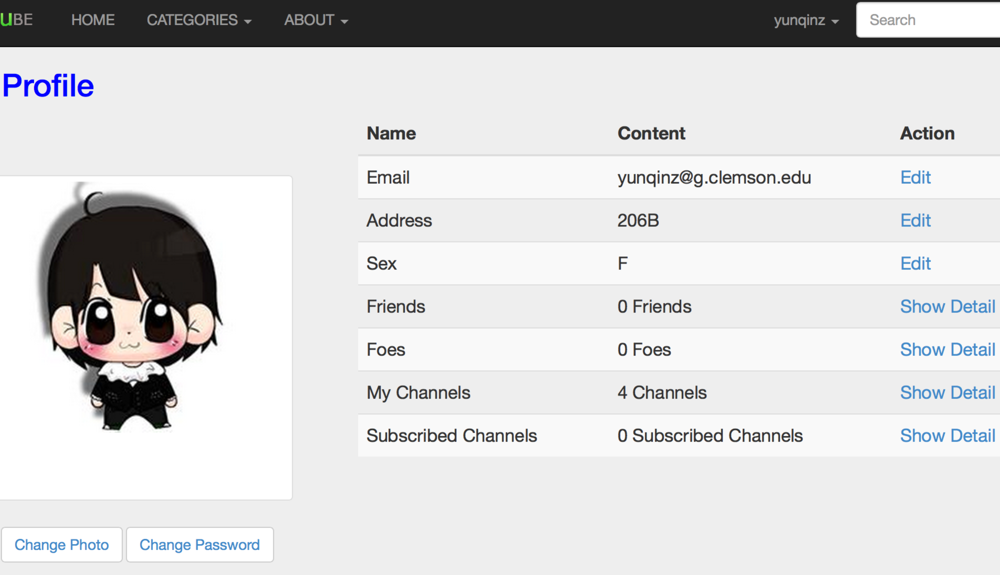 uBE HOME CATEGORIES ABOUT yunqinz Search
Profile
Name Content Action
Email yunqinz@g.clemson.edu Edit
Address 206B Edit
Sex F Edit
Friends 0 Friends Show Detail
Foes 0 Foes Show Detail
My Channels 4 Channels Show Detail
Subscribed Channels 0 Subscribed Channels Show Detail
Change Photo Change Password